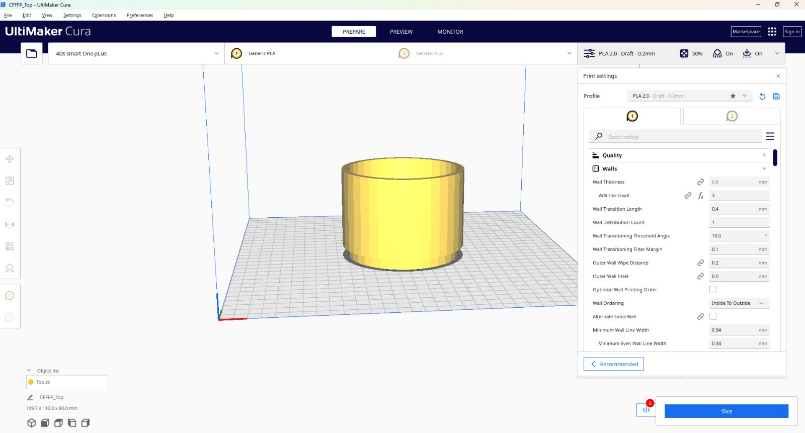 CFFFP_Top - UltiMaker Cura
File Edit View Settings Extensions Preferences Help
UltiMaker Cura PREPARE PREVIEW MONITOR Marketplace Sign in
4Ds smart One pLus 1 Generic PLA 2 Generic PLA PLA 2.0 - Draft - 0.2mm 50% On On
Print settings
Profile PLA 2.0 - Draft - 0.2mm
1 2
Search settings
Quality
Walls
Wall Thickness mm
Wall Line Count
Wall Transition Length 0.4 mm
Wall Distribution Count 1
Wall Transitioning Threshold Angle 10.0 °
Wall Transitioning Filter Margin 0.1 mm
Outer Wall Wipe Distance 0.2 mm
Outer Wall Inset 0.0 mm
Optimize Wall Printing Order
Wall Ordering Inside To Outside
Alternate Extra Wall
Minimum Wall Line Width 0.34 mm
Minimum Even Wall Line Width 0.34 mm
Recommended
Object list
CFFFP_Top
109.7 x 110.0 x 80.0 mm
Slice